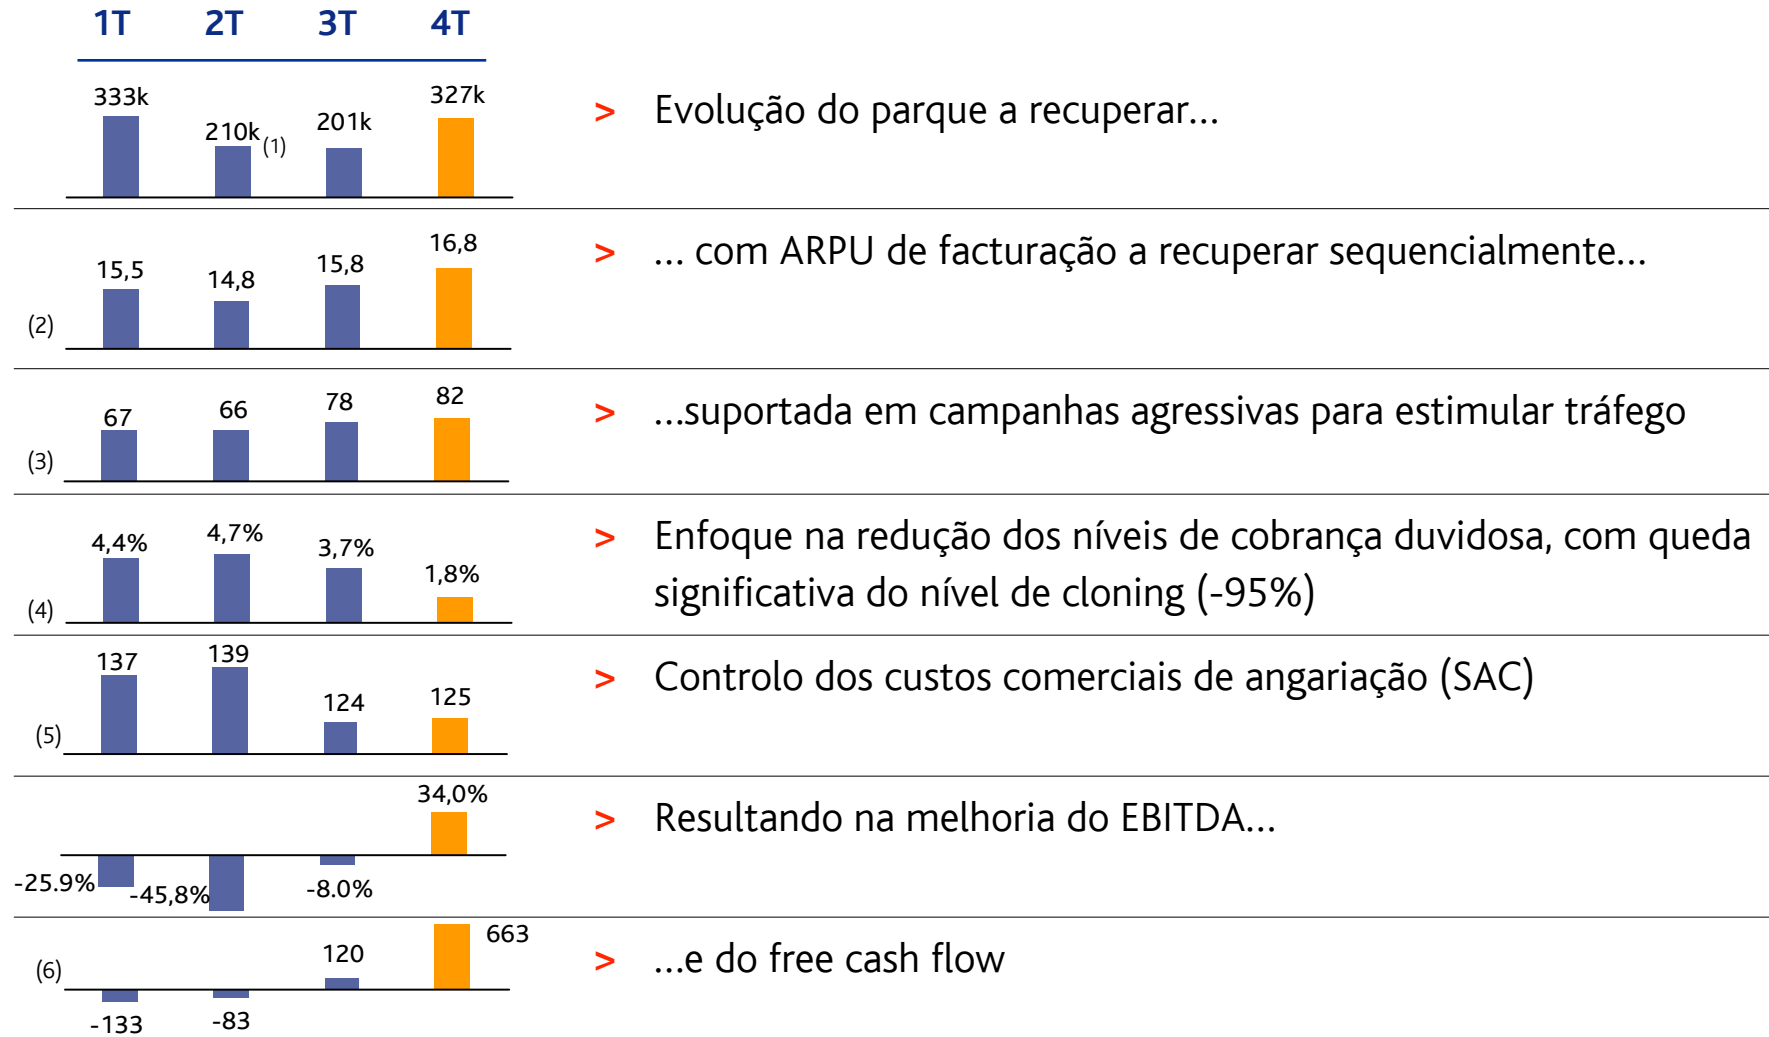 1T 2T 3T 4T
333k 210k (1) 201k 327k
> Evolução do parque a recuperar...
(2) 15,5 14,8 15,8 16,8
> ... com ARPU de facturação a recuperar sequencialmente...
(3) 67 66 78 82
> ...suportada em campanhas agressivas para estimular tráfego
(4) 4,4% 4,7% 3,7% 1,8%
> Enfoque na redução dos níveis de cobrança duvidosa, com queda
significativa do nível de cloning (-95%)
(5) 137 139 124 125
> Controlo dos custos comerciais de angariação (SAC)
-25.9% -45,8% -8.0% 34,0%
> Resultando na melhoria do EBITDA...
(6) -133 -83 120 663
> ...e do free cash flow